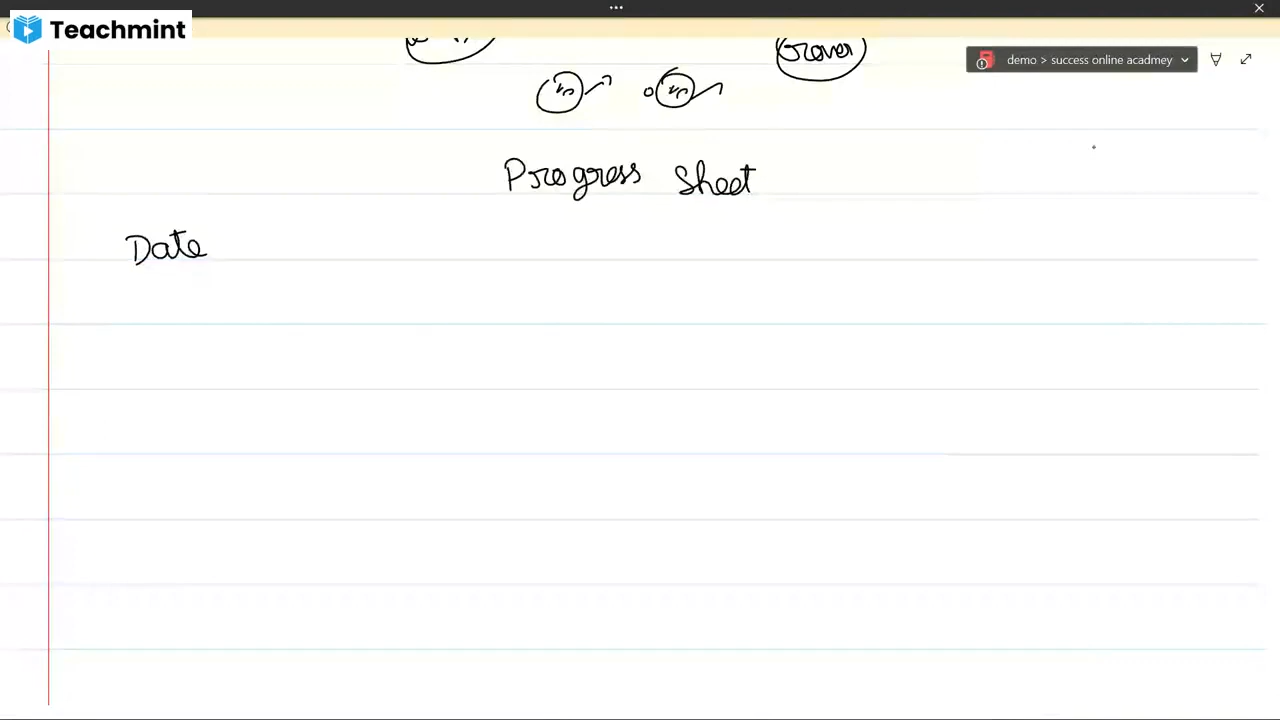 Teachmint
demo > success online acadmey
Grover
Progress Sheet
Date